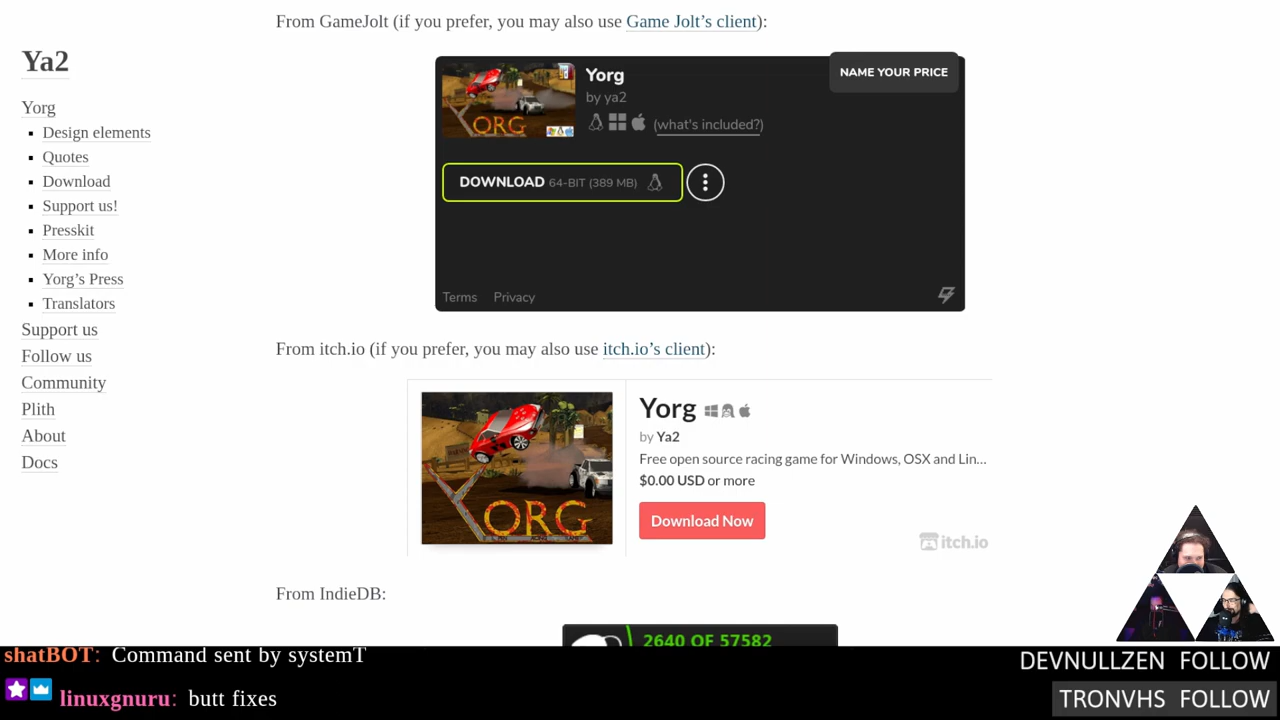 Ya2
Yorg
Design elements
Quotes
Download
Support us!
Presskit
More info
Yorg's Press
Translators
Support us
Follow us
Community
Plith
About
Docs
From GameJolt (if you prefer, you may also use Game Jolt's client):
Yorg
by ya2
(what's included?)
NAME YOUR PRICE
DOWNLOAD 64-BIT (389 MB)
YORG
Terms Privacy
From itch.io (if you prefer, you may also use itch.io's client):
YORG
Yorg
by Ya2
Free open source racing game for Windows, OSX and Lin...
$0.00 USD or more
Download Now
itch.io
From IndieDB:
2640 OF 57582
shatBOT: Command sent by systemT
linuxgnuru: butt fixes
DEVNULLZEN FOLLOW
TRONVHS FOLLOW